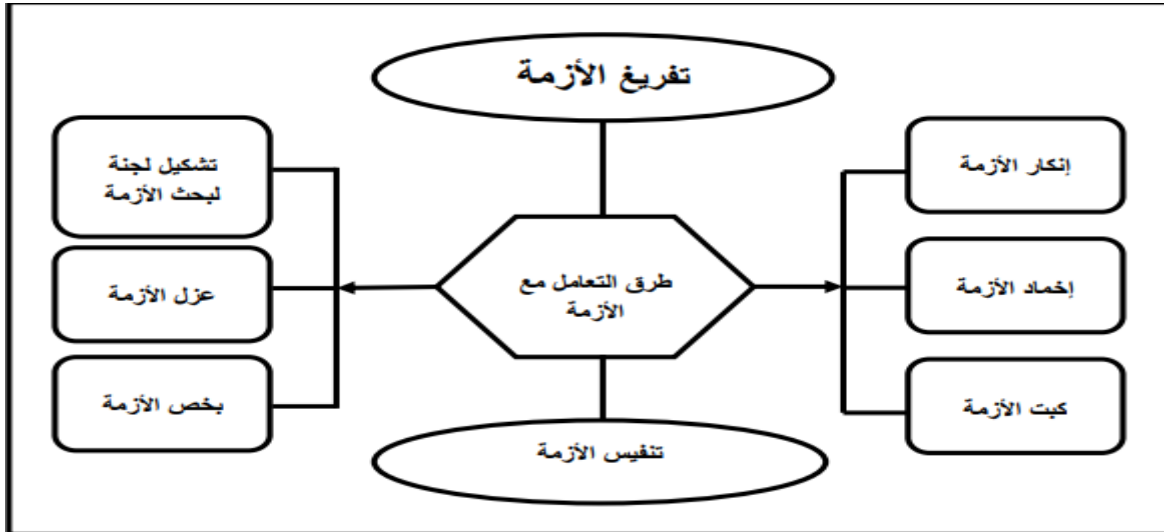 تفريغ الأزمة
إنكار الأزمة
إخماد الأزمة
كبت الأزمة
طرق التعامل مع
الأزمة
تشكيل لجنة
لبحث الأزمة
عزل الأزمة
بخص الأزمة
تنفيس الأزمة